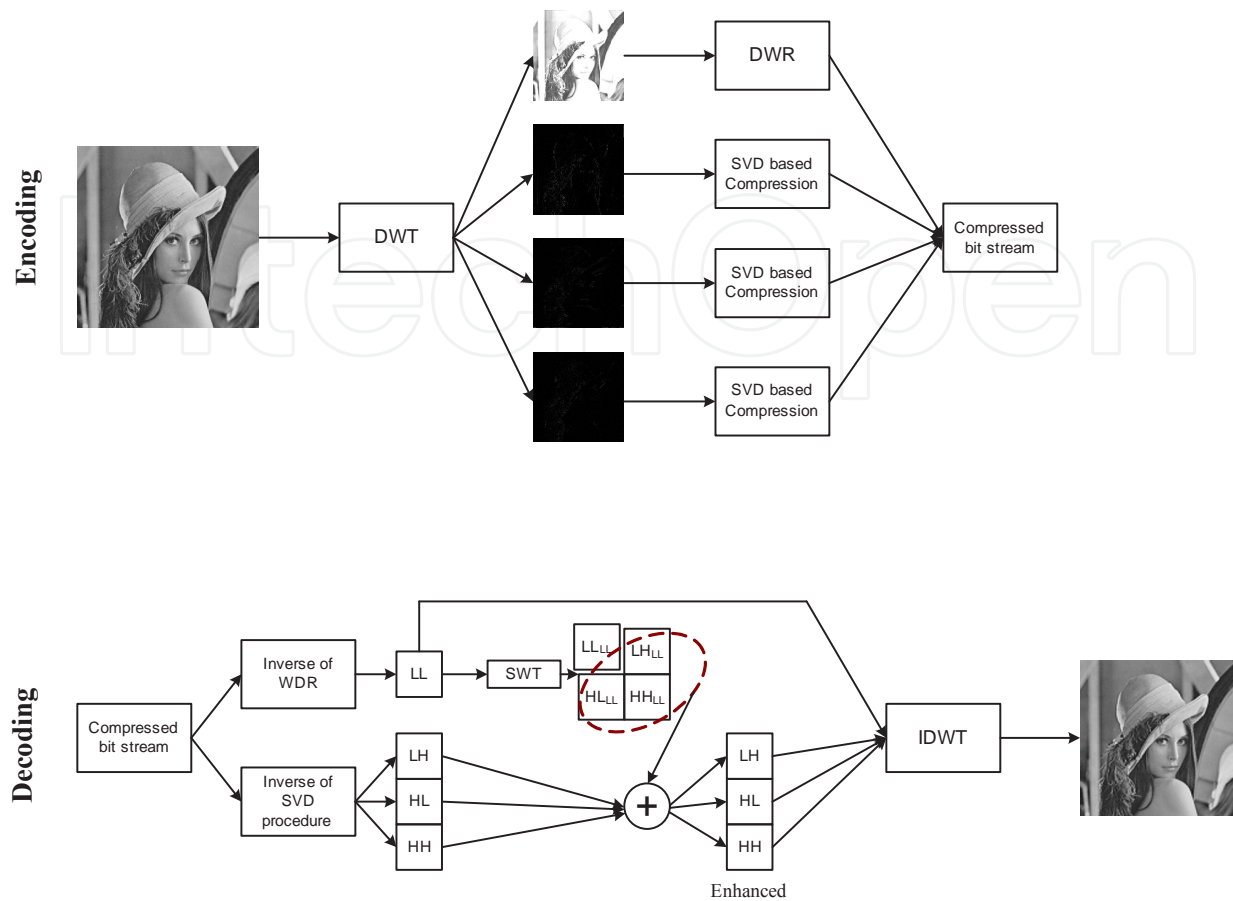 Encoding
DWT
DWR
SVD based
Compression
SVD based
Compression
SVD based
Compression
Compressed
bit stream
IntechOpen
Decoding
Compressed
bit stream
Inverse of
WDR
Inverse of
SVD
procedure
LL
SWT
LLLL
LHLL
HLLL
HHLL
LH
HL
HH
+
LH
HL
HH
Enhanced
IDWT